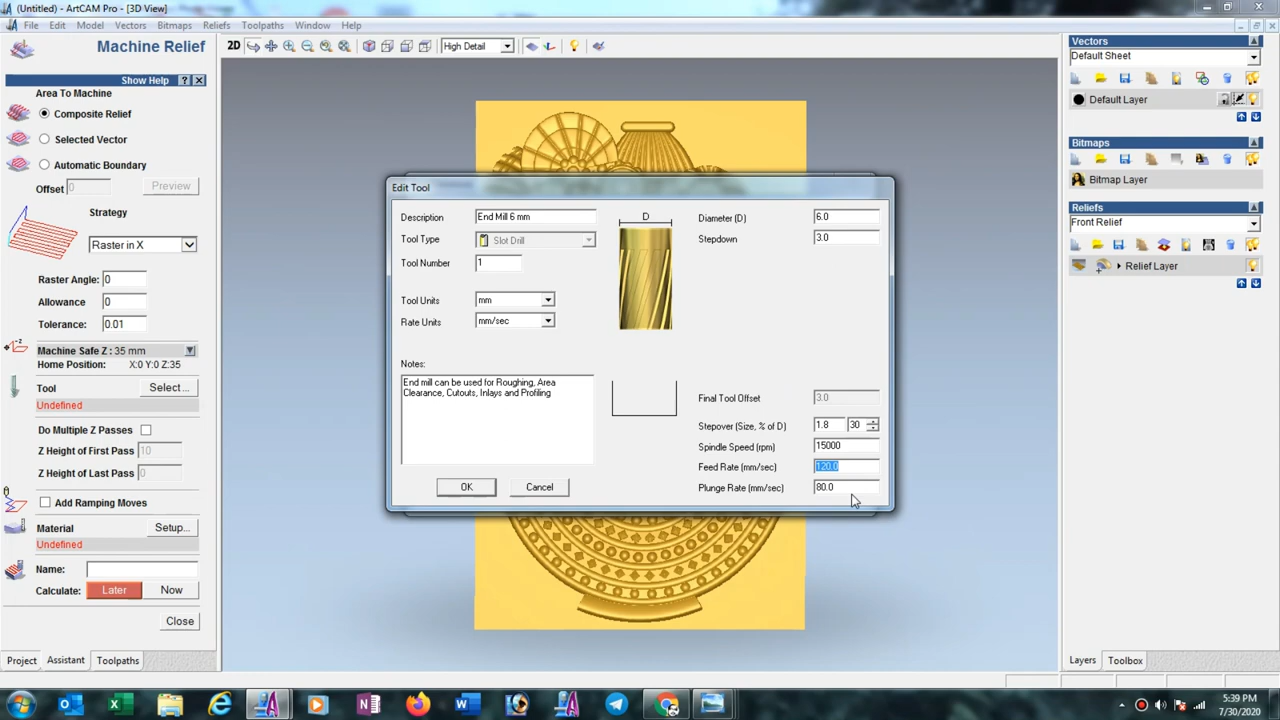 (Untitled) - ArtCAM Pro - [3D View]
File Edit Model Vectors Bitmaps Reliefs Toolpaths Window Help
Machine Relief
Show Help ? X
Area To Machine
Composite Relief
Selected Vector
Automatic Boundary
Offset 0 Preview
Strategy
Raster in X
Raster Angle: 0
Allowance 0
Tolerance: 0.01
Machine Safe Z : 35 mm
Home Position: X:0 Y:0 Z:35
Tool Select...
Undefined
Do Multiple Z Passes
Z Height of First Pass 10
Z Height of Last Pass 0
Add Ramping Moves
Material Setup...
Undefined
Name:
Calculate: Later Now
Close
Project Assistant Toolpaths
2D High Detail
Edit Tool
Description End Mill 6 mm
Tool Type Slot Drill
Tool Number 1
Tool Units mm
Rate Units mm/sec
Notes:
End mill can be used for Roughing, Area
Clearance, Cutouts, Inlays and Profiling
OK Cancel
D
Diameter (D) 6.0
Stepdown 3.0
Final Tool Offset 3.0
Stepover (Size, % of D) 1.8 30
Spindle Speed (rpm) 15000
Feed Rate (mm/sec) 120.0
Plunge Rate (mm/sec) 80.0
Vectors
Default Sheet
Default Layer
Bitmaps
Bitmap Layer
Reliefs
Front Relief
Relief Layer
Layers Toolbox
5:39 PM
7/30/2020